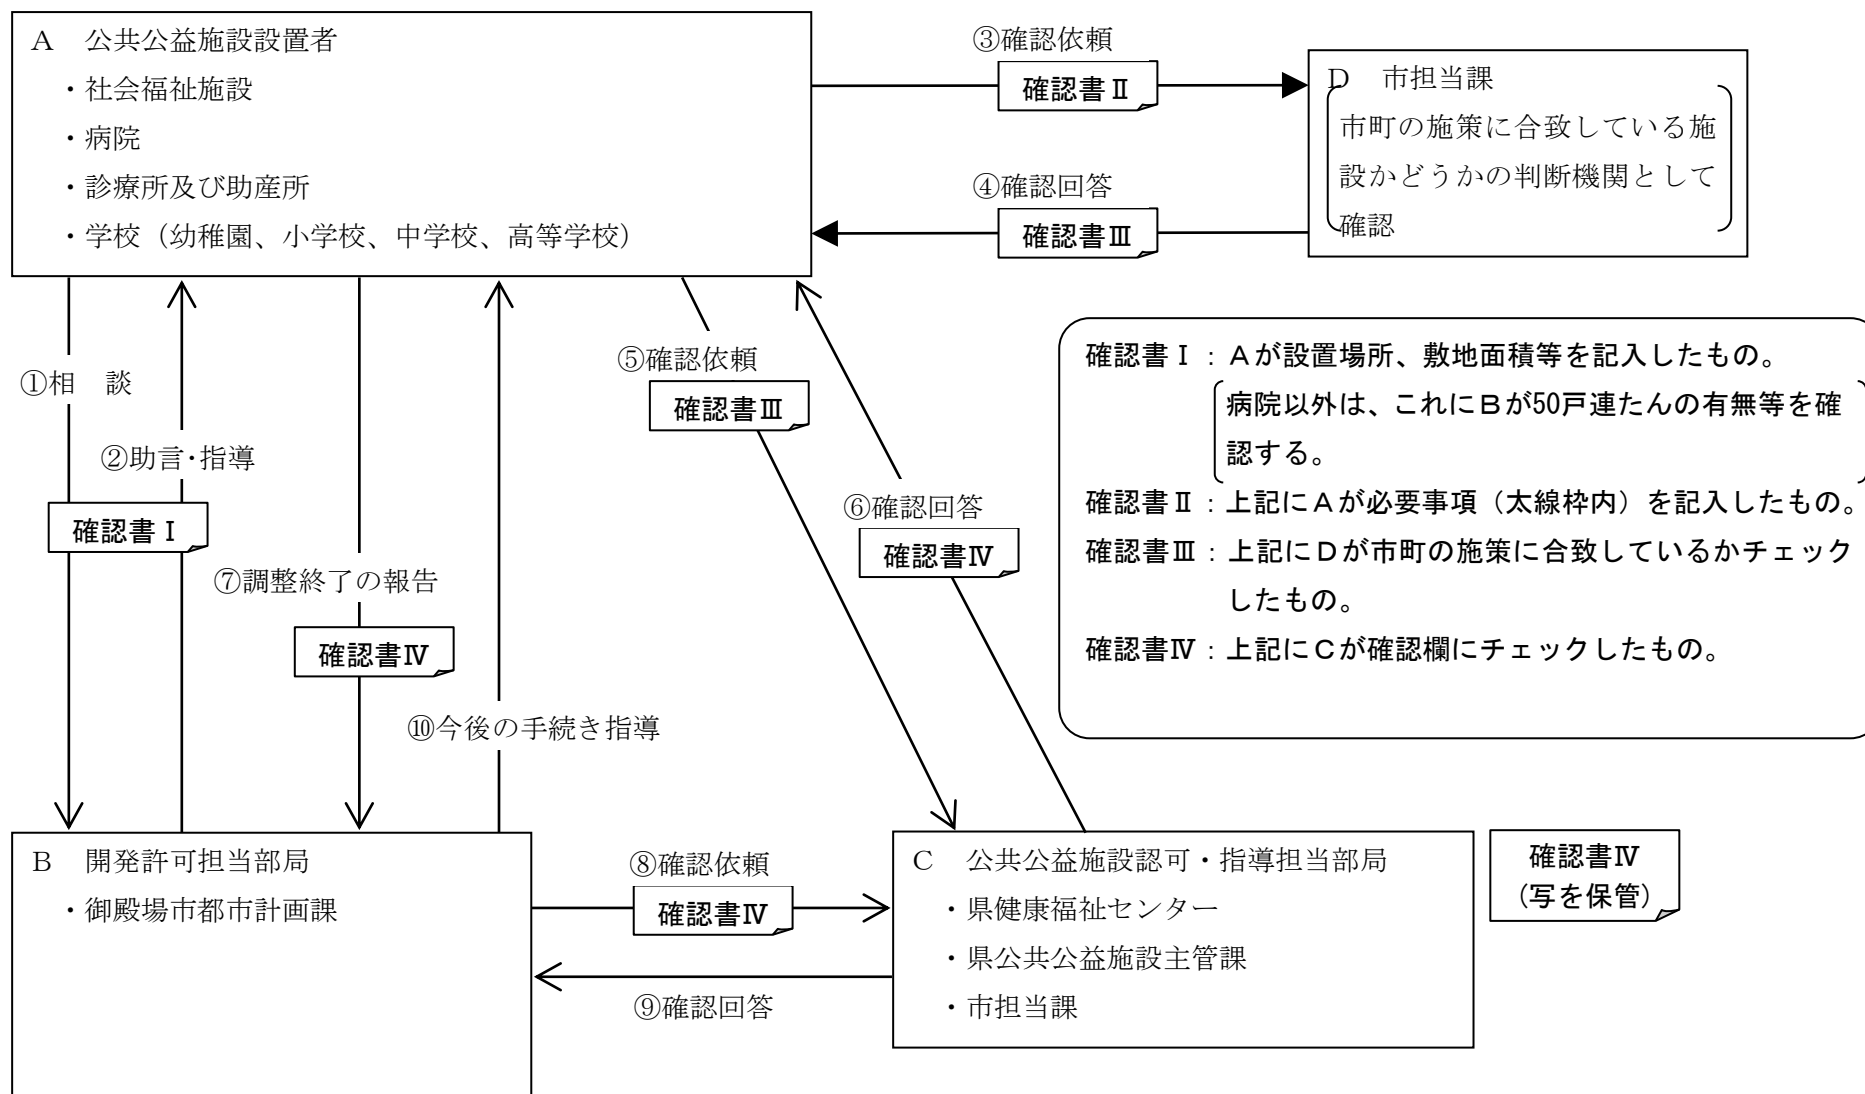 A　公共公益施設設置者
・社会福祉施設
・病院
・診療所及び助産所
・学校（幼稚園、小学校、中学校、高等学校）
③確認依頼
確認書Ⅱ
④確認回答
確認書Ⅲ
D　市担当課
市町の施策に合致している施
設かどうかの判断機関として
確認
①相　談
②助言・指導
確認書Ⅰ
⑤確認依頼
確認書Ⅲ
⑥確認回答
確認書Ⅳ
⑦調整終了の報告
確認書Ⅳ
⑩今後の手続き指導
確認書Ⅰ：Ａが設置場所、敷地面積等を記入したもの。
病院以外は、これにＢが50戸連たんの有無等を確
認する。
確認書Ⅱ：上記にＡが必要事項（太線枠内）を記入したもの。
確認書Ⅲ：上記にＤが市町の施策に合致しているかチェック
したもの。
確認書Ⅳ：上記にＣが確認欄にチェックしたもの。
B　開発許可担当部局
・御殿場市都市計画課
⑧確認依頼
確認書Ⅳ
⑨確認回答
C　公共公益施設認可・指導担当部局
・県健康福祉センター
・県公共公益施設主管課
・市担当課
確認書Ⅳ
（写を保管）